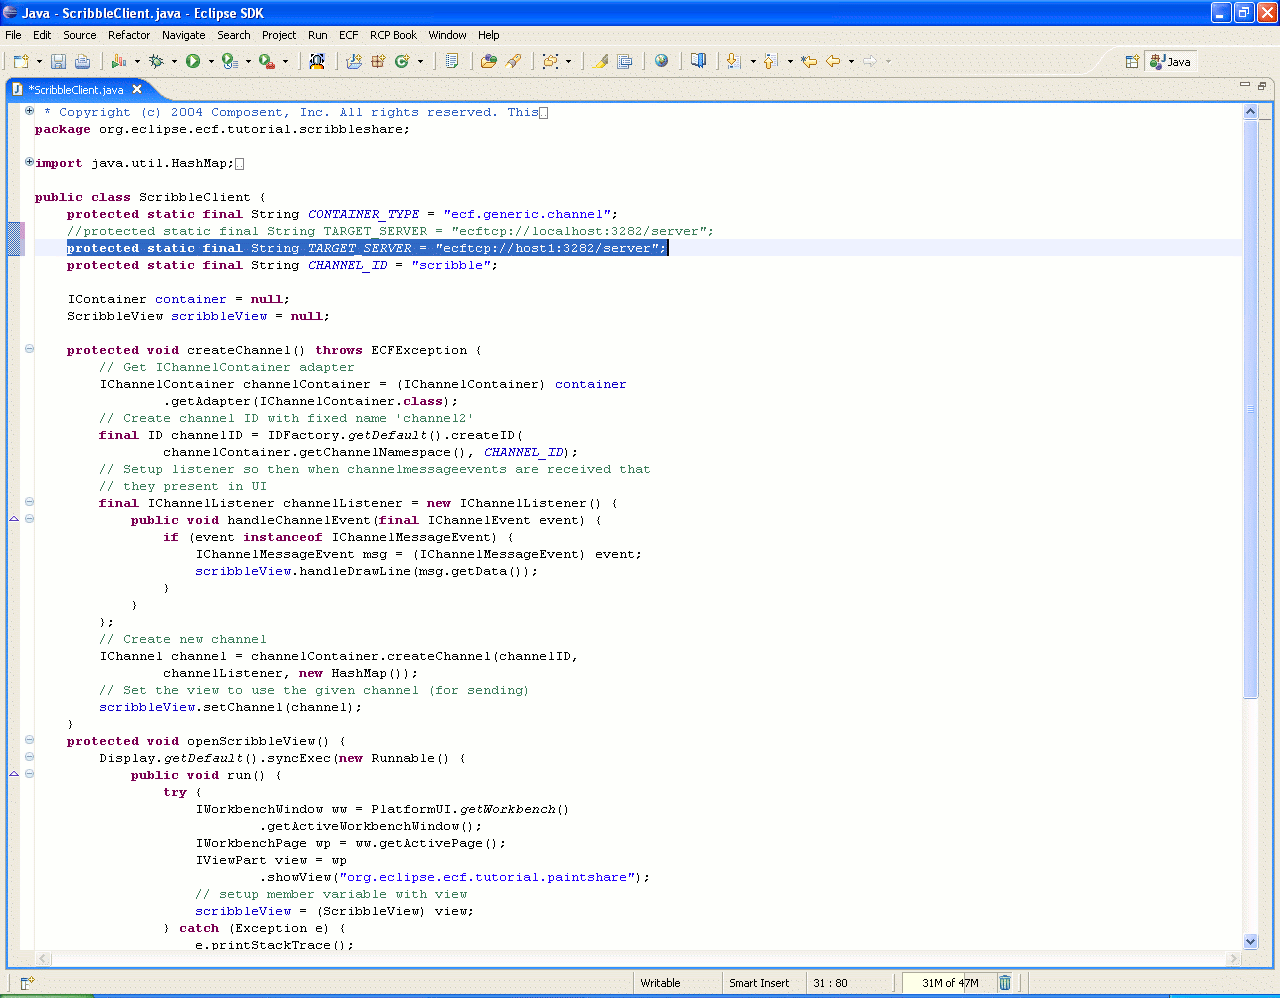 Java - ScribbleClient.java - Eclipse SDK
File Edit Source Refactor Navigate Search Project Run ECF RCP Book Window Help
Java
*ScribbleClient.java
* Copyright (c) 2004 Composent, Inc. All rights reserved. This
package org.eclipse.ecf.tutorial.scribbleshare;
import java.util.HashMap;
public class ScribbleClient {
protected static final String CONTAINER_TYPE = "ecf.generic.channel";
//protected static final String TARGET_SERVER = "ecftcp://localhost:3282/server";
protected static final String TARGET_SERVER = "ecftcp://host1:3282/server";
protected static final String CHANNEL_ID = "scribble";
IContainer container = null;
ScribbleView scribbleView = null;
protected void createChannel() throws ECFException {
// Get IChannelContainer adapter
IChannelContainer channelContainer = (IChannelContainer) container
.getAdapter(IChannelContainer.class);
// Create channel ID with fixed name 'channel2'
final ID channelID = IDFactory.getDefault().createID(
channelContainer.getChannelNamespace(), CHANNEL_ID);
// Setup listener so then when channelmessageevents are received that
// they present in UI
final IChannelListener channelListener = new IChannelListener() {
public void handleChannelEvent(final IChannelEvent event) {
if (event instanceof IChannelMessageEvent) {
IChannelMessageEvent msg = (IChannelMessageEvent) event;
scribbleView.handleDrawLine(msg.getData());
}
}
};
// Create new channel
IChannel channel = channelContainer.createChannel(channelID,
channelListener, new HashMap());
// Set the view to use the given channel (for sending)
scribbleView.setChannel(channel);
}
protected void openScribbleView() {
Display.getDefault().syncExec(new Runnable() {
public void run() {
try {
IWorkbenchWindow ww = PlatformUI.getWorkbench()
.getActiveWorkbenchWindow();
IWorkbenchPage wp = ww.getActivePage();
IViewPart view = wp
.showView("org.eclipse.ecf.tutorial.paintshare");
// setup member variable with view
scribbleView = (ScribbleView) view;
} catch (Exception e) {
e.printStackTrace();
Writable Smart Insert 31 : 80 31M of 47M